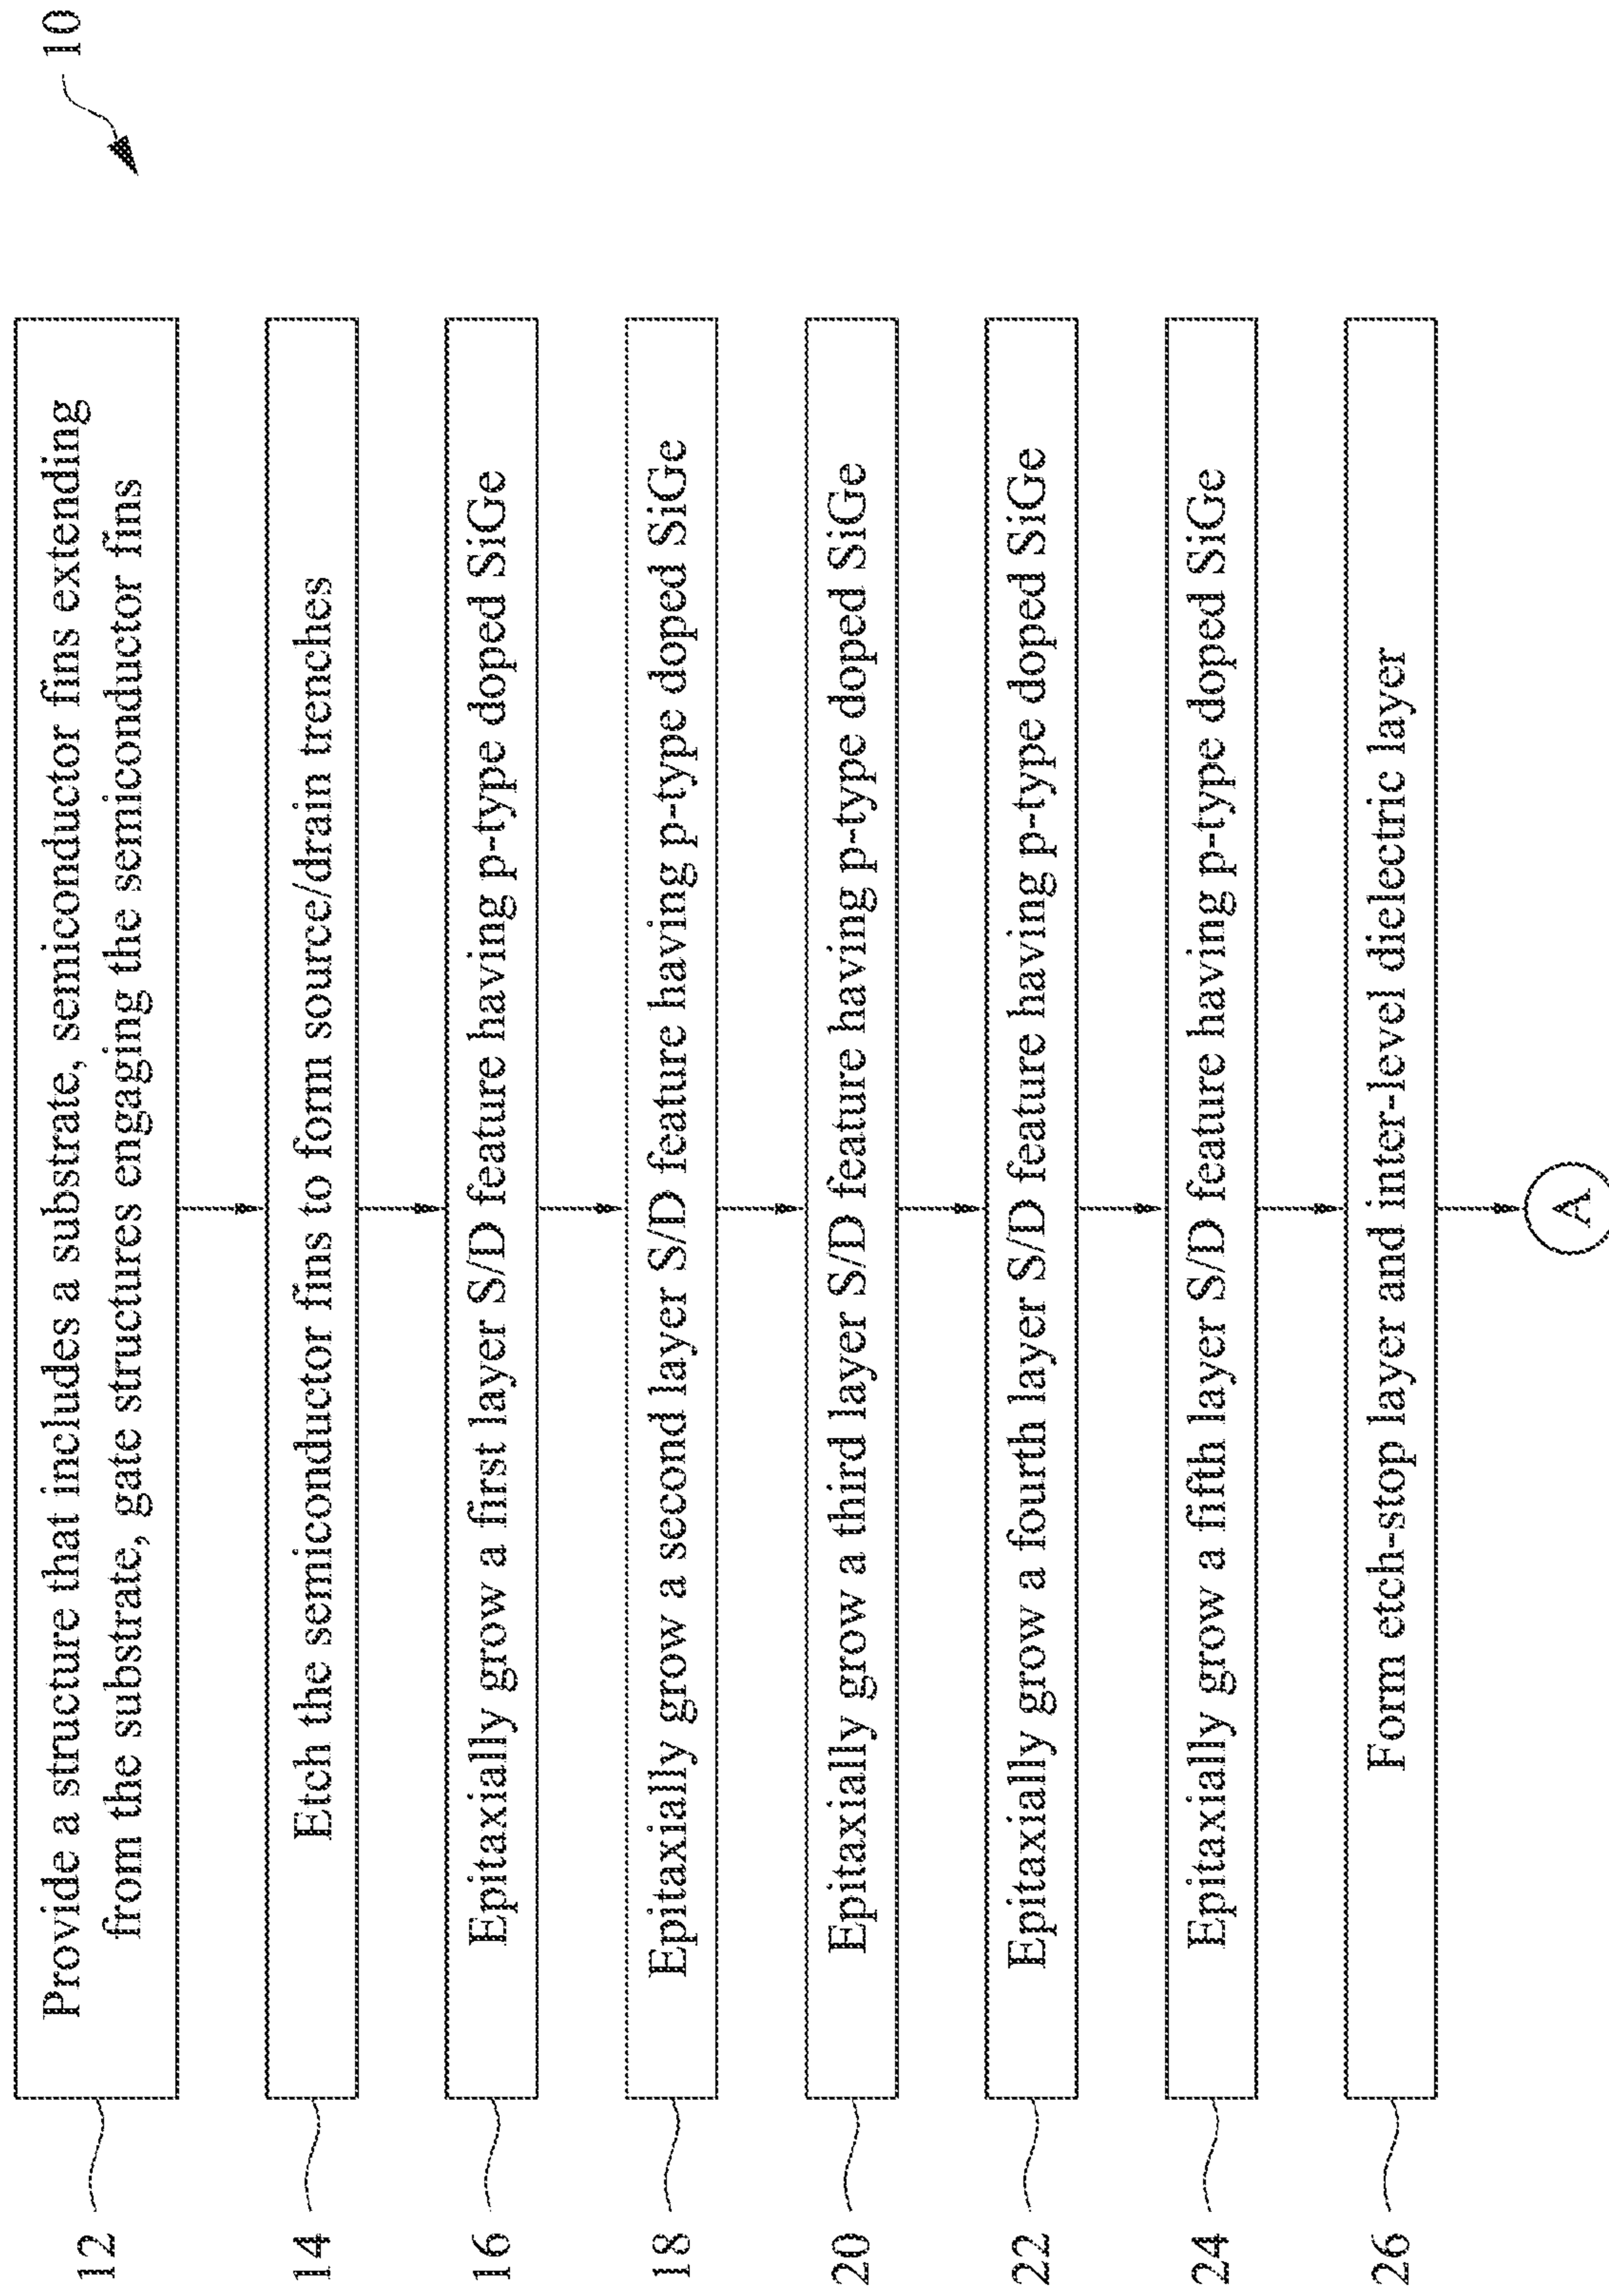 10
12
Provide a structure that includes a substrate, semiconductor fins extending
from the substrate, gate structures engaging the semiconductor fins
14
Etch the semiconductor fins to form source/drain trenches
16
Epitaxially grow a first layer S/D feature having p-type doped SiGe
18
Epitaxially grow a second layer S/D feature having p-type doped SiGe
20
Epitaxially grow a third layer S/D feature having p-type doped SiGe
22
Epitaxially grow a fourth layer S/D feature having p-type doped SiGe
24
Epitaxially grow a fifth layer S/D feature having p-type doped SiGe
26
Form etch-stop layer and inter-level dielectric layer
A